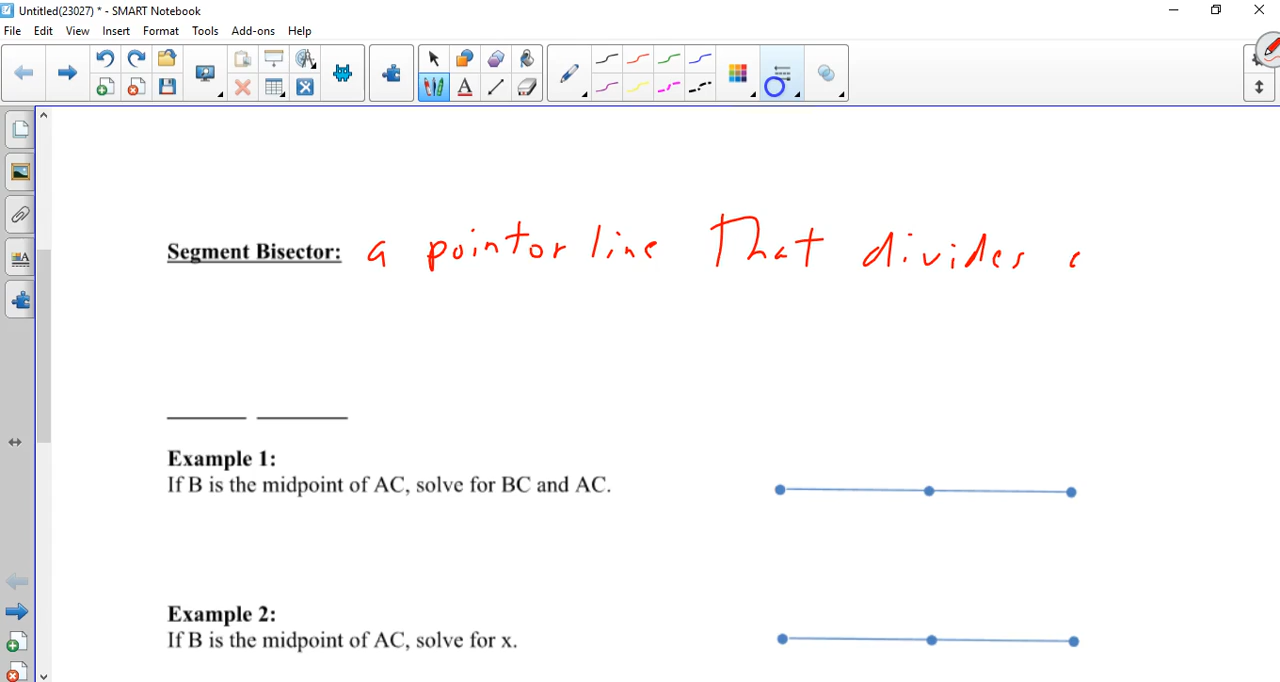 Untitled(23027) * - SMART Notebook
File Edit View Insert Format Tools Add-ons Help
Segment Bisector: a point or line That divides
Example 1:
If B is the midpoint of AC, solve for BC and AC.
Example 2:
If B is the midpoint of AC, solve for x.